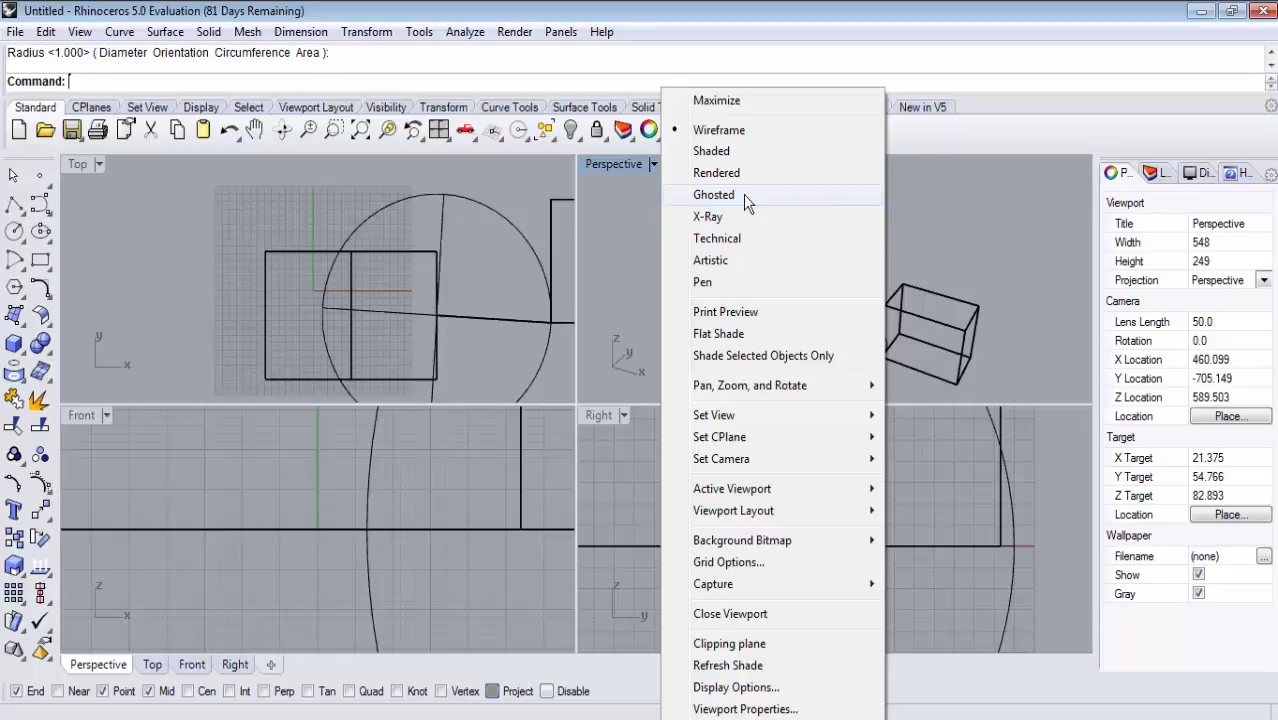 Untitled - Rhinoceros 5.0 Evaluation (81 Days Remaining)
File Edit View Curve Surface Solid Mesh Dimension Transform Tools Analyze Render Panels Help
Radius <1.000> ( Diameter Orientation Circumference Area ):
Command:
Standard CPlanes Set View Display Select Viewport Layout Visibility Transform Curve Tools Surface Tools Solid New in V5
Top
Perspective
Front
Right
Maximize
Wireframe
Shaded
Rendered
Ghosted
X-Ray
Technical
Artistic
Pen
Print Preview
Flat Shade
Shade Selected Objects Only
Pan, Zoom, and Rotate
Set View
Set CPlane
Set Camera
Active Viewport
Viewport Layout
Background Bitmap
Grid Options...
Capture
Close Viewport
Clipping plane
Refresh Shade
Display Options...
Viewport Properties...
y x
z y x
z x
z y
P... L... Di... H...
Viewport
Title Perspective
Width 548
Height 249
Projection Perspective
Camera
Lens Length 50.0
Rotation 0.0
X Location 460.099
Y Location -705.149
Z Location 589.503
Location Place...
Target
X Target 21.375
Y Target 54.766
Z Target 82.893
Location Place...
Wallpaper
Filename (none) ...
Show
Gray
Perspective Top Front Right
End Near Point Mid Cen Int Perp Tan Quad Knot Vertex Project Disable